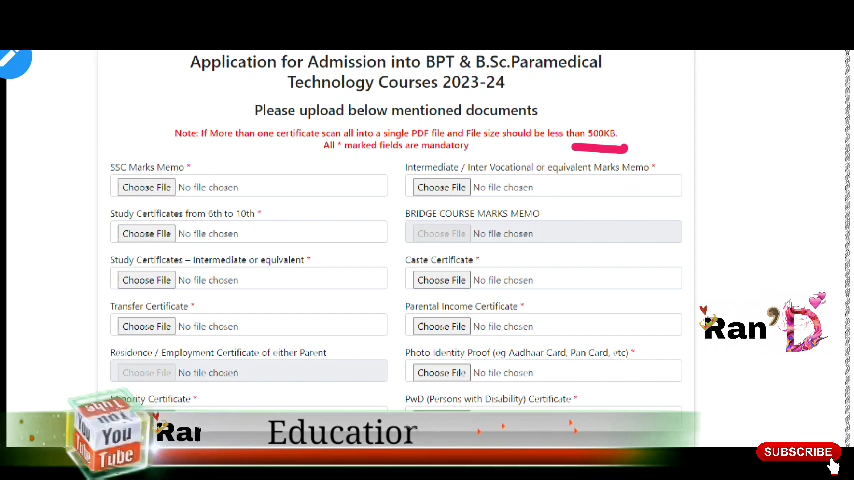 Application for Admission into BPT & B.Sc.Paramedical
Technology Courses 2023-24
Please upload below mentioned documents
Note: If More than one certificate scan all into a single PDF file and File size should be less than 500KB.
All * marked fields are mandatory
SSC Marks Memo *
Choose File No file chosen
Intermediate / Inter Vocational or equivalent Marks Memo *
Choose File No file chosen
Study Certificates from 6th to 10th *
Choose File No file chosen
BRIDGE COURSE MARKS MEMO
Choose File No file chosen
Study Certificates – Intermediate or equivalent *
Choose File No file chosen
Caste Certificate *
Choose File No file chosen
Transfer Certificate *
Choose File No file chosen
Parental Income Certificate *
Choose File No file chosen
Residence / Employment Certificate of either Parent
Choose File No file chosen
Photo Identity Proof (eg Aadhaar Card, Pan Card, etc) *
Choose File No file chosen
Minority Certificate *
PwD (Persons with Disability) Certificate *
Ran'D
You
Tube
Ran
Education
SUBSCRIBE